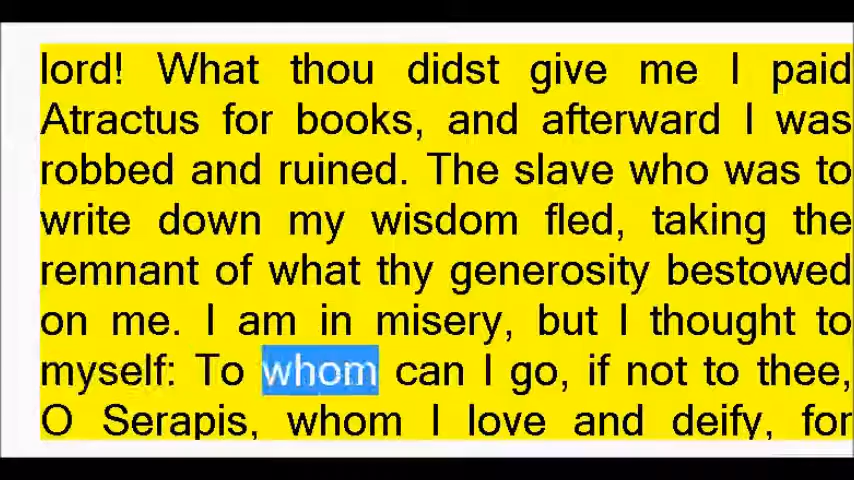 lord! What thou didst give me I paid
Atractus for books, and afterward I was
robbed and ruined. The slave who was to
write down my wisdom fled, taking the
remnant of what thy generosity bestowed
on me. I am in misery, but I thought to
myself: To whom can I go, if not to thee,
O Serapis, whom I love and deify, for